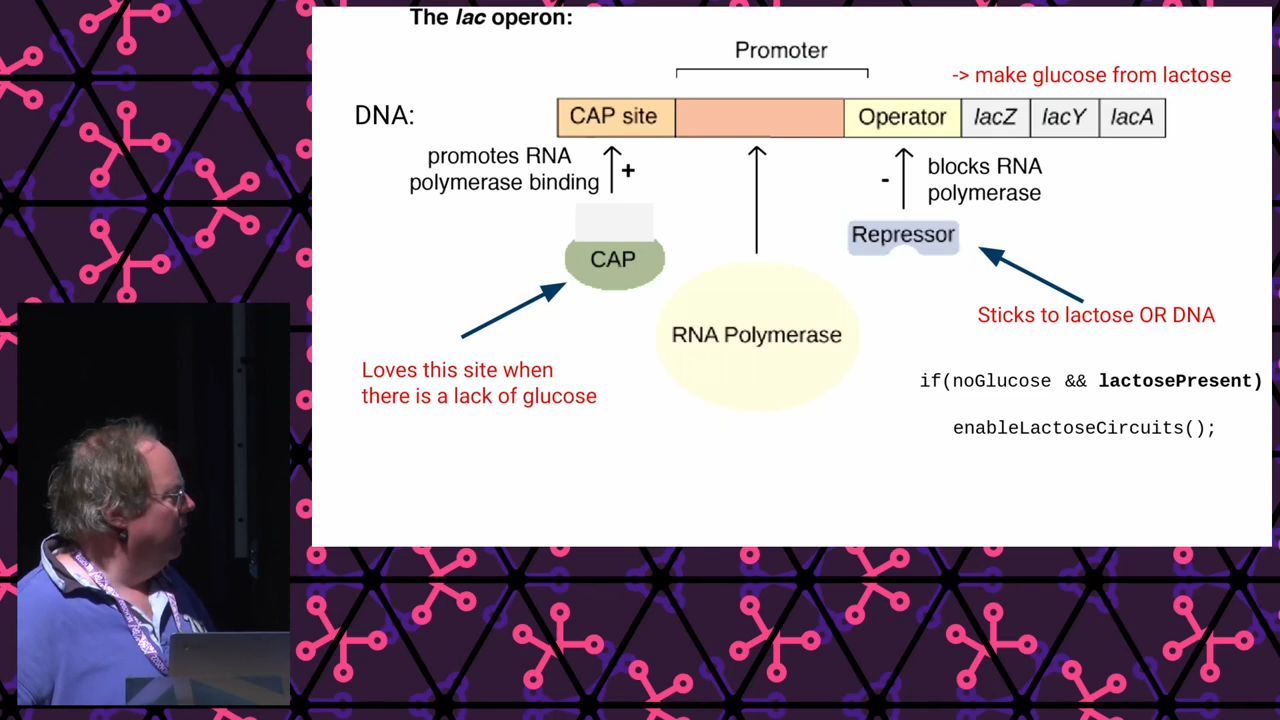 The lac operon:
Promoter
-> make glucose from lactose
DNA:
CAP site
Operator
lacZ
lacY
lacA
promotes RNA
polymerase binding
+
-
blocks RNA
polymerase
CAP
Repressor
RNA Polymerase
Sticks to lactose OR DNA
Loves this site when
there is a lack of glucose
if(noGlucose && lactosePresent)
enableLactoseCircuits();